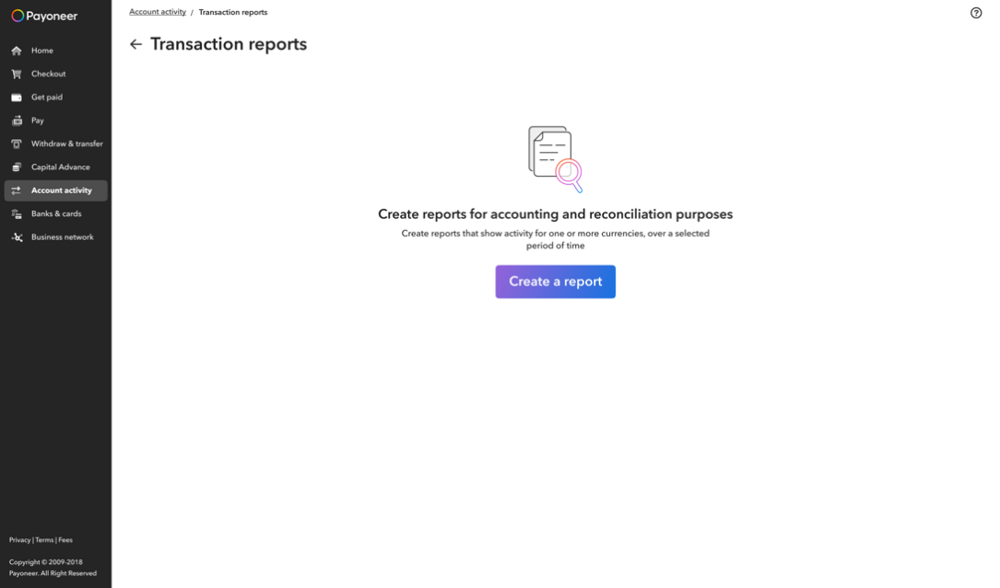 Payoneer
Home
Checkout
Get paid
Pay
Withdraw & transfer
Capital Advance
Account activity
Banks & cards
Business network
Privacy | Terms | Fees
Copyright © 2009-2018
Payoneer. All Right Reserved
Account activity / Transaction reports
?
← Transaction reports
Create reports for accounting and reconciliation purposes
Create reports that show activity for one or more currencies, over a selected
period of time
Create a report